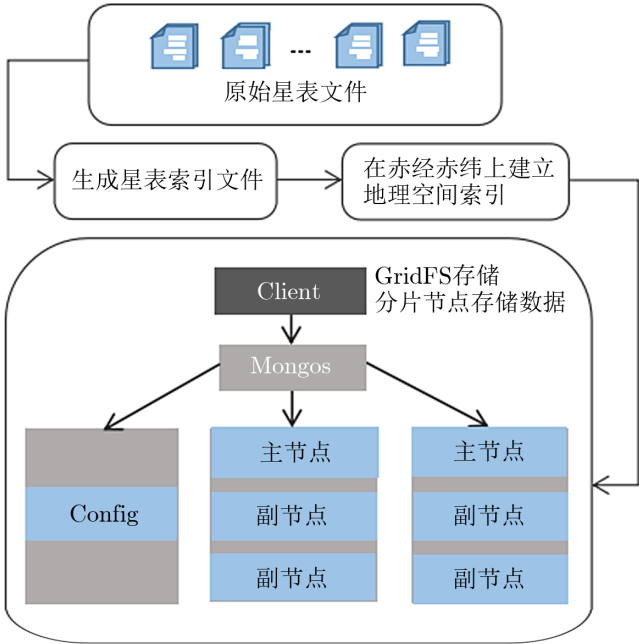 ...
原始星表文件
生成星表索引文件
在赤经赤纬上建立
地理空间索引
Client
GridFS存储
分片节点存储数据
Mongos
Config
主节点
副节点
副节点
主节点
副节点
副节点